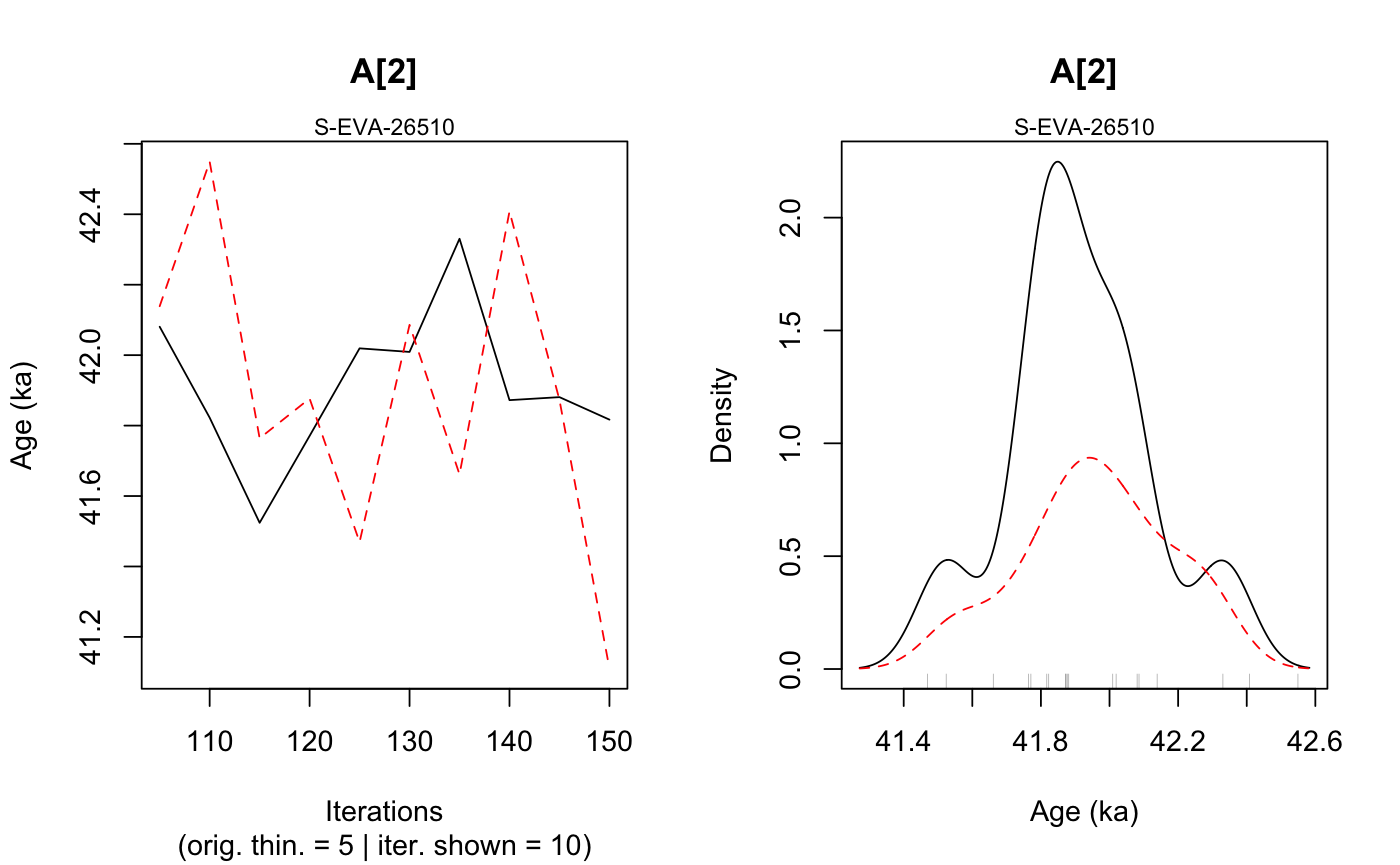 A[2]
S-EVA-26510
Age (ka)
42.4
42.0
41.6
41.2
110 120 130 140 150
Iterations
(orig. thin. = 5 | iter. shown = 10)
A[2]
S-EVA-26510
Density
2.0
1.5
1.0
0.5
0.0
41.4 41.8 42.2 42.6
Age (ka)